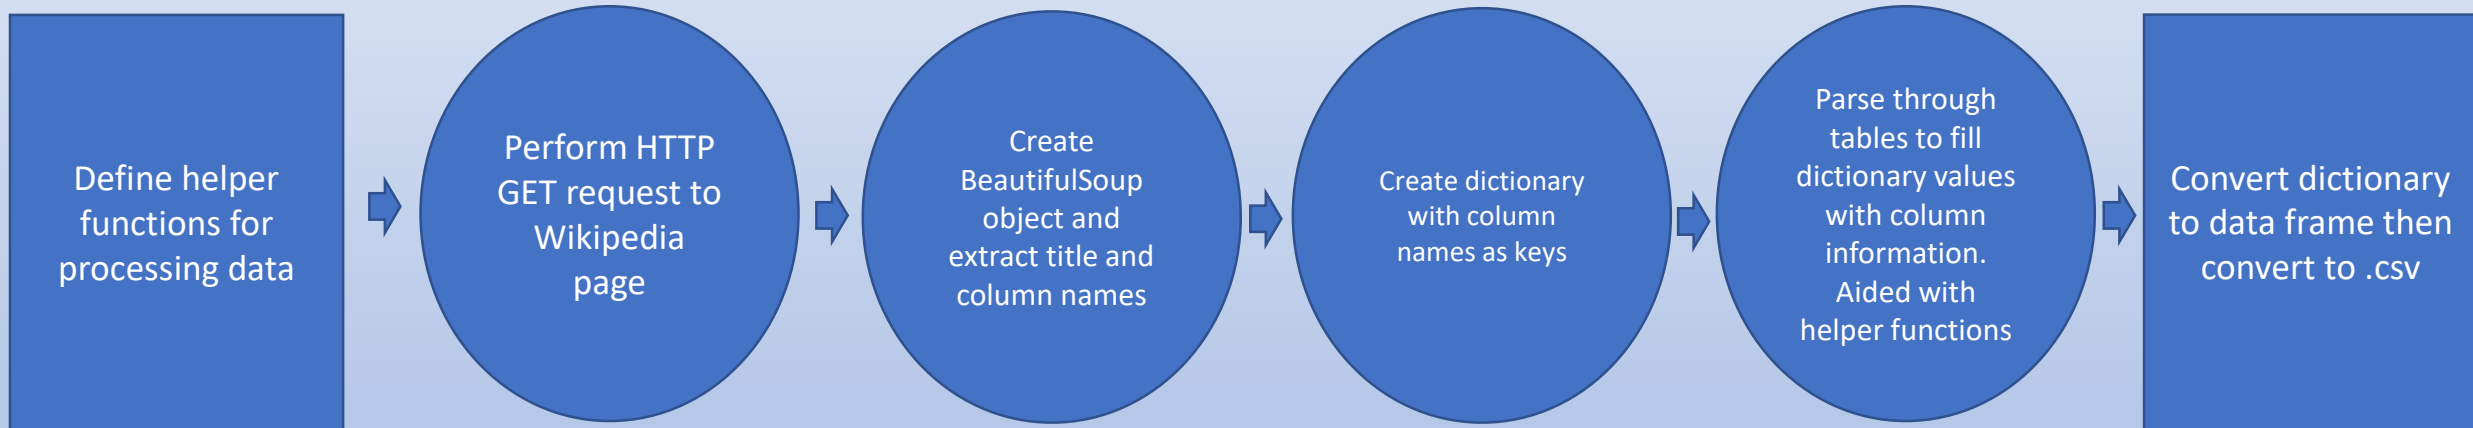 Define helper
functions for
processing data
Perform HTTP
GET request to
Wikipedia
page
Create
BeautifulSoup
object and
extract title and
column names
Create dictionary
with column
names as keys
Parse through
tables to fill
dictionary values
with column
information.
Aided with
helper functions
Convert dictionary
to data frame then
convert to .csv